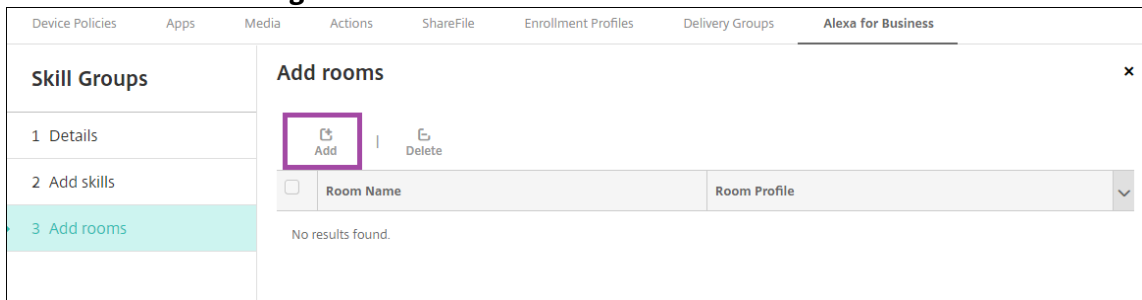 Device Policies Apps Media Actions ShareFile Enrollment Profiles Delivery Groups Alexa for Business
Skill Groups
1 Details
2 Add skills
3 Add rooms
Add rooms ×
Add | Delete
Room Name Room Profile
No results found.